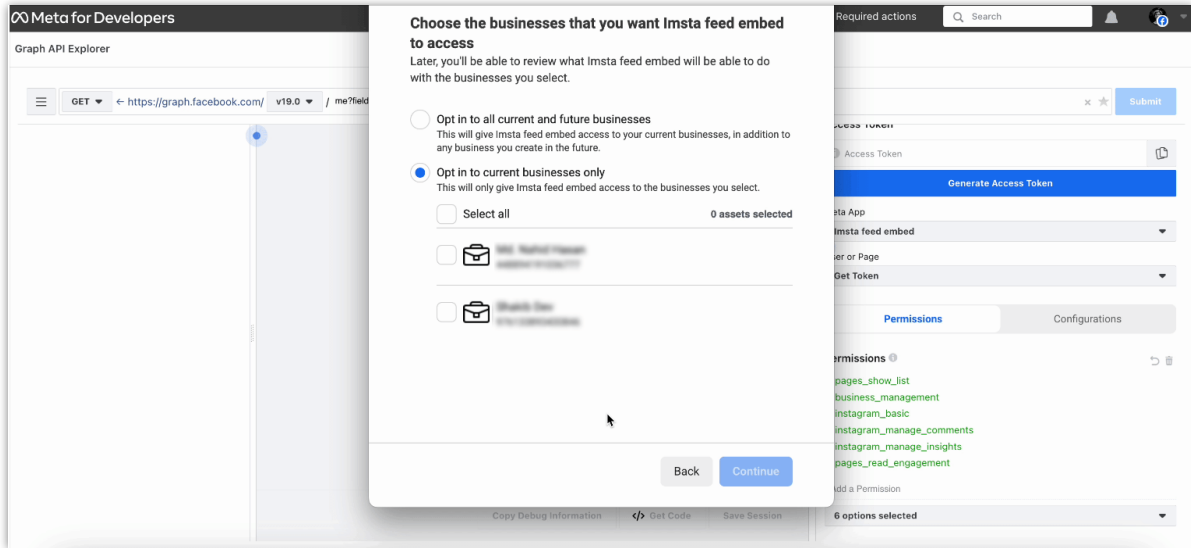 Meta for Developers
Required actions
Search
Graph API Explorer
GET
← https://graph.facebook.com/
v19.0
/ me?field
Submit
Choose the businesses that you want Imsta feed embed
to access
Later, you'll be able to review what Imsta feed embed will be able to do
with the businesses you select.
Opt in to all current and future businesses
This will give Imsta feed embed access to your current businesses, in addition to
any business you create in the future.
Opt in to current businesses only
This will only give Imsta feed embed access to the businesses you select.
Select all
0 assets selected
Back
Continue
Copy Debug Information
</> Get Code
Save Session
Access Token
Generate Access Token
eta App
Imsta feed embed
ser or Page
Get Token
Permissions
Configurations
ermissions
pages_show_list
business_management
instagram_basic
instagram_manage_comments
instagram_manage_insights
pages_read_engagement
Add a Permission
6 options selected